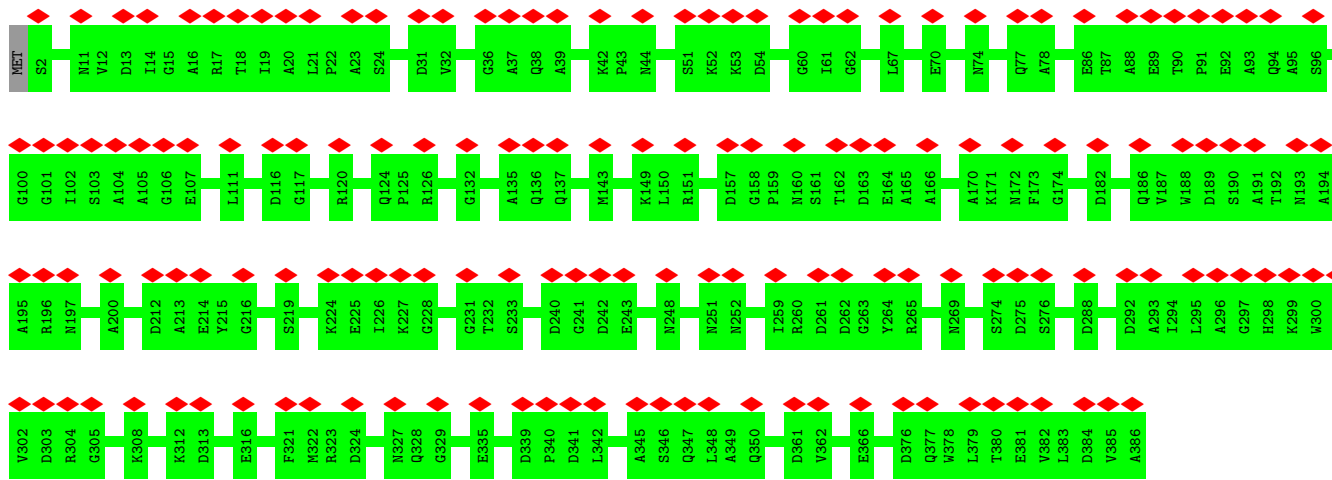 MET S2 N11 V12 D13 I14 G15 A16 R17 T18 I19 A20 L21 P22 A23 S24 D31 V32 G36 A37 Q38 A39 K42 P43 N44 S51 K52 K53 D54 G60 I61 G62 L67 E70 N74 Q77 A78 E86 T87 A88 E89 T90 P91 E92 A93 Q94 A95 S96
G100 G101 I102 S103 A104 A105 G106 E107 L111 D116 G117 R120 Q124 P125 R126 G132 A135 Q136 Q137 M143 K149 L150 R151 D157 G158 P159 N160 S161 T162 D163 E164 A165 A166 A170 K171 N172 F173 G174 D182 Q186 V187 W188 D189 S190 A191 T192 N193 A194
A195 R196 N197 A200 D212 A213 E214 Y215 G216 S219 K224 E225 I226 K227 G228 G231 T232 S233 D240 G241 D242 E243 N248 N251 N252 I259 R260 D261 D262 G263 Y264 R265 N269 S274 D275 S276 D288 D292 A293 I294 L295 A296 G297 H298 K299 W300
V302 D303 R304 G305 K308 K312 D313 E316 F321 M322 R323 D324 N327 Q328 G329 E335 D339 P340 D341 L342 A345 S346 Q347 L348 A349 Q350 D361 V362 E366 D376 Q377 W378 L379 T380 E381 V382 L383 D384 V385 A386